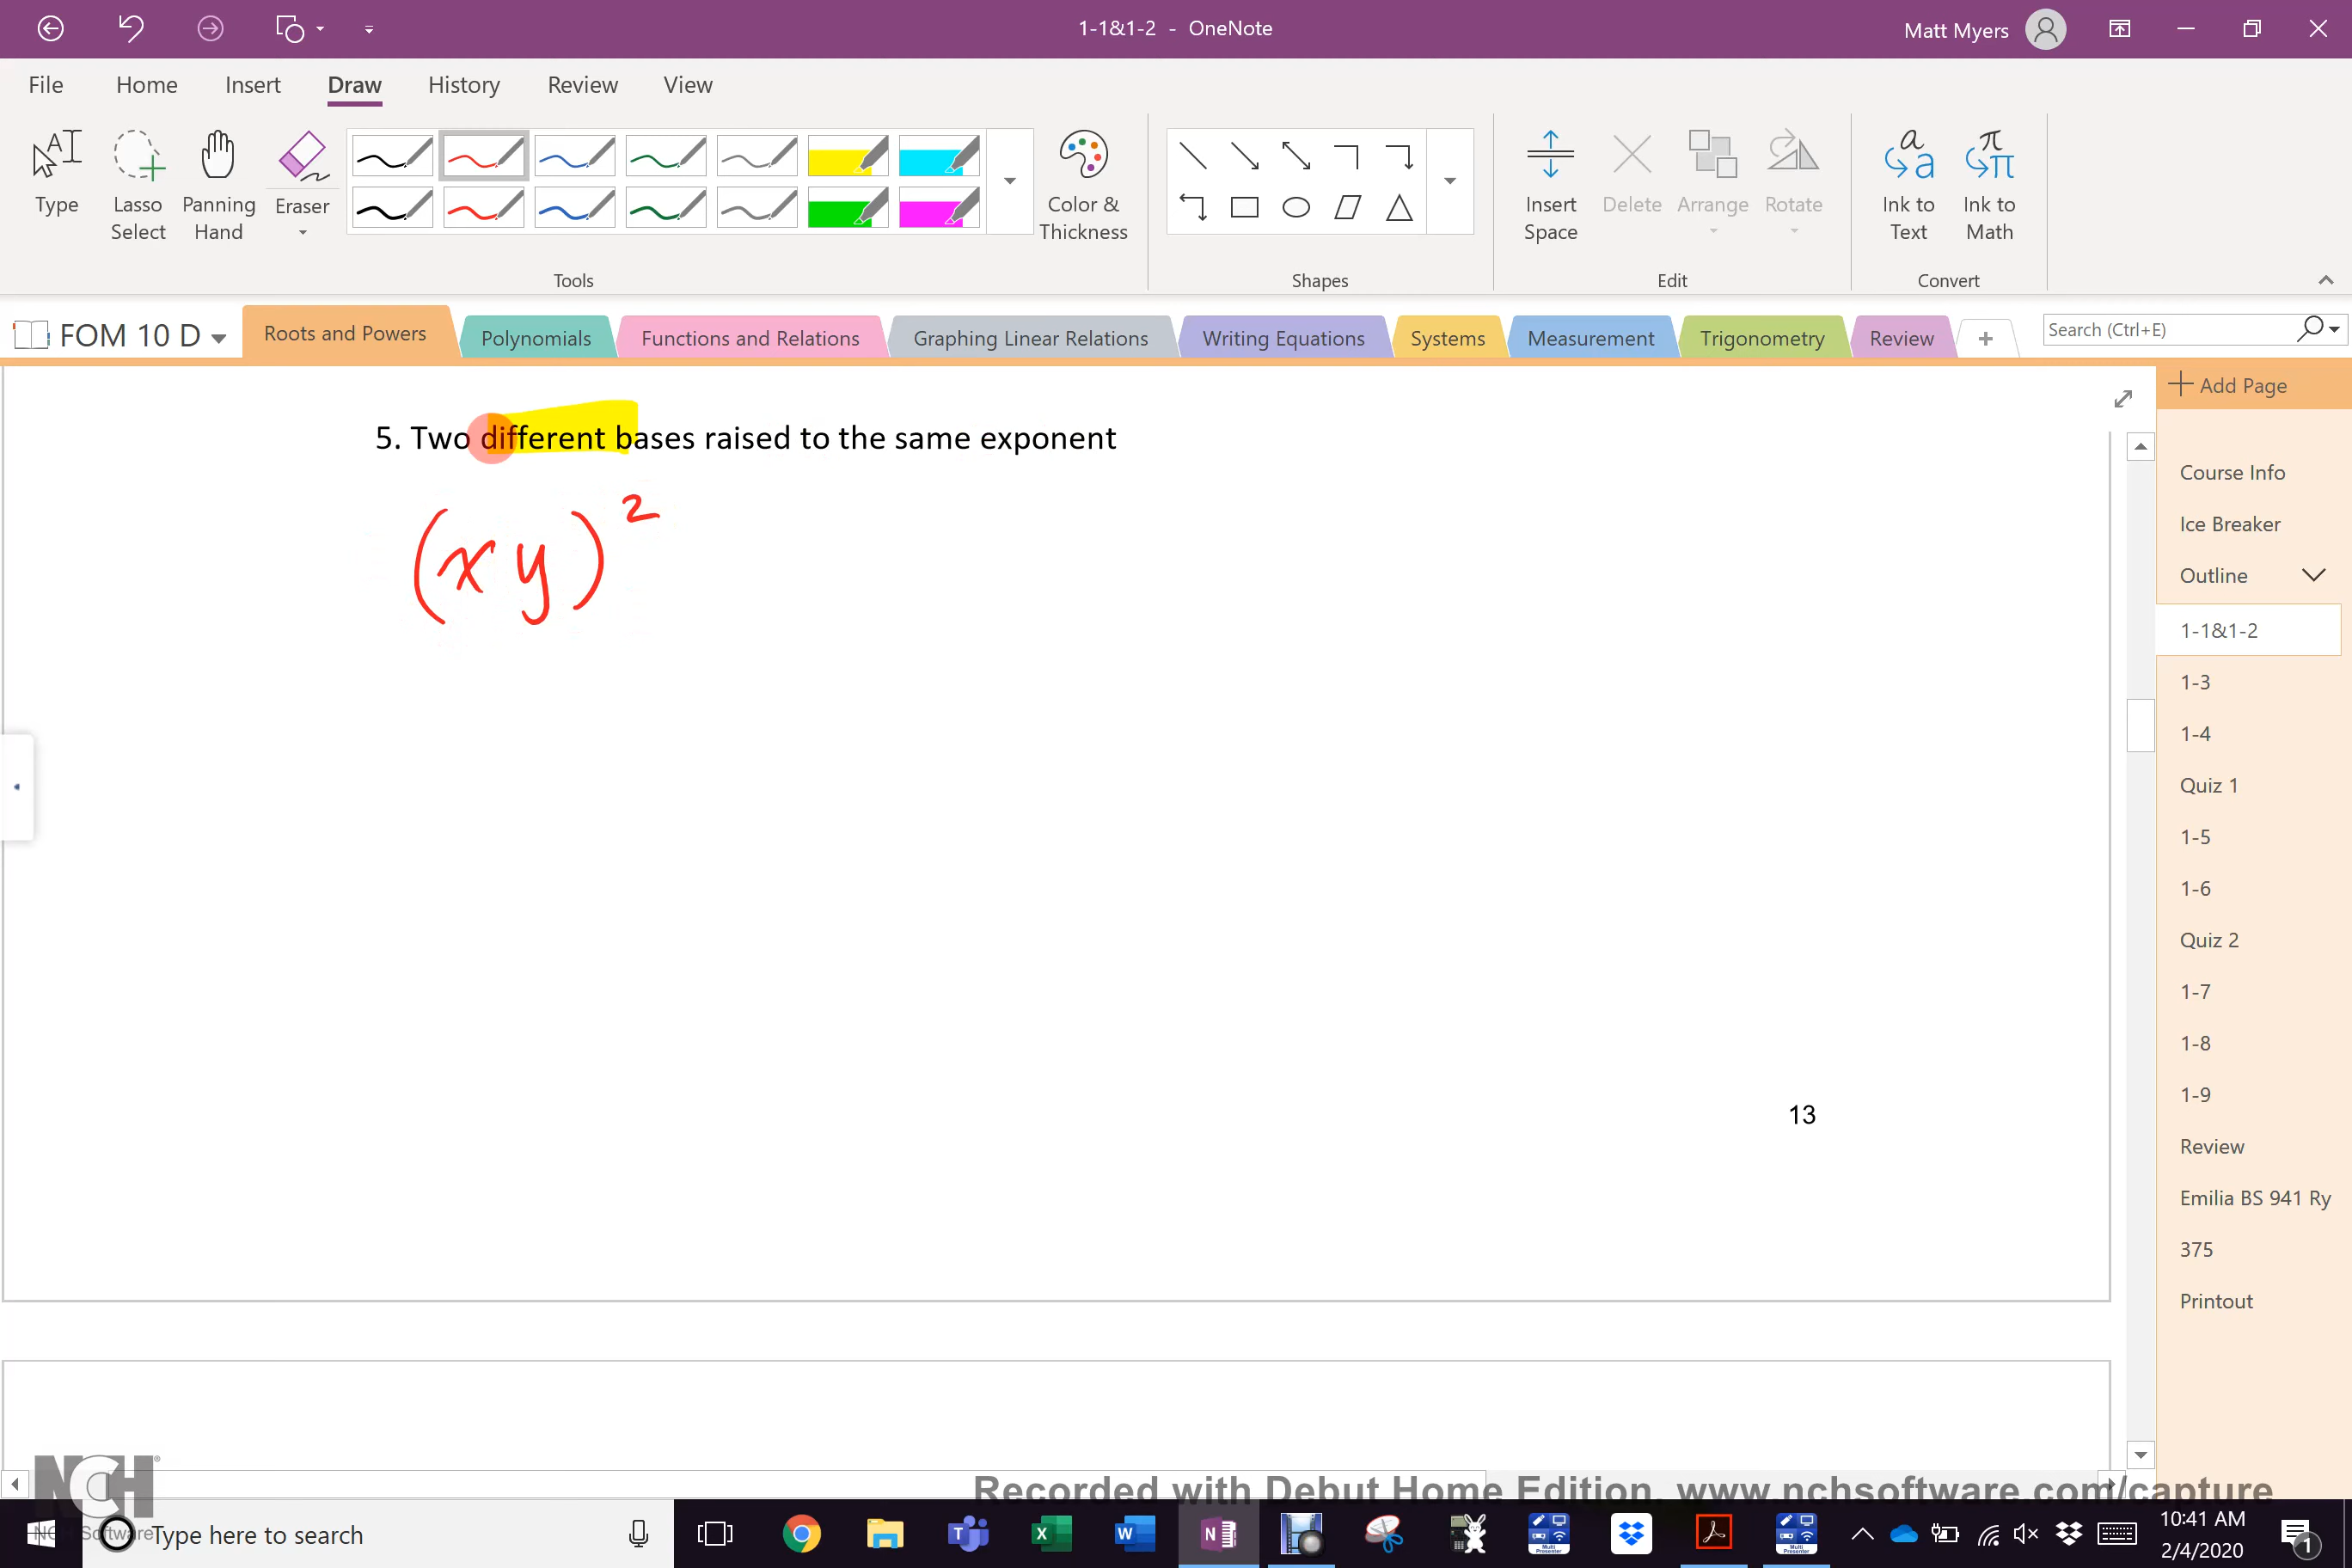 1-1&1-2 - OneNote
Matt Myers
File Home Insert Draw History Review View
Type
Lasso Select
Panning Hand
Eraser
Color & Thickness
Insert Space
Delete
Arrange
Rotate
Ink to Text
Ink to Math
Tools
Shapes
Edit
Convert
FOM 10 D
Roots and Powers
Polynomials
Functions and Relations
Graphing Linear Relations
Writing Equations
Systems
Measurement
Trigonometry
Review
Search (Ctrl+E)
Add Page
5. Two different bases raised to the same exponent
(xy)²
13
Course Info
Ice Breaker
Outline
1-1&1-2
1-3
1-4
Quiz 1
1-5
1-6
Quiz 2
1-7
1-8
1-9
Review
Emilia BS 941 Ry
375
Printout
NCH
NCH Software
Recorded with Debut Home Edition. www.nchsoftware.com/capture
Type here to search
10:41 AM
2/4/2020
1